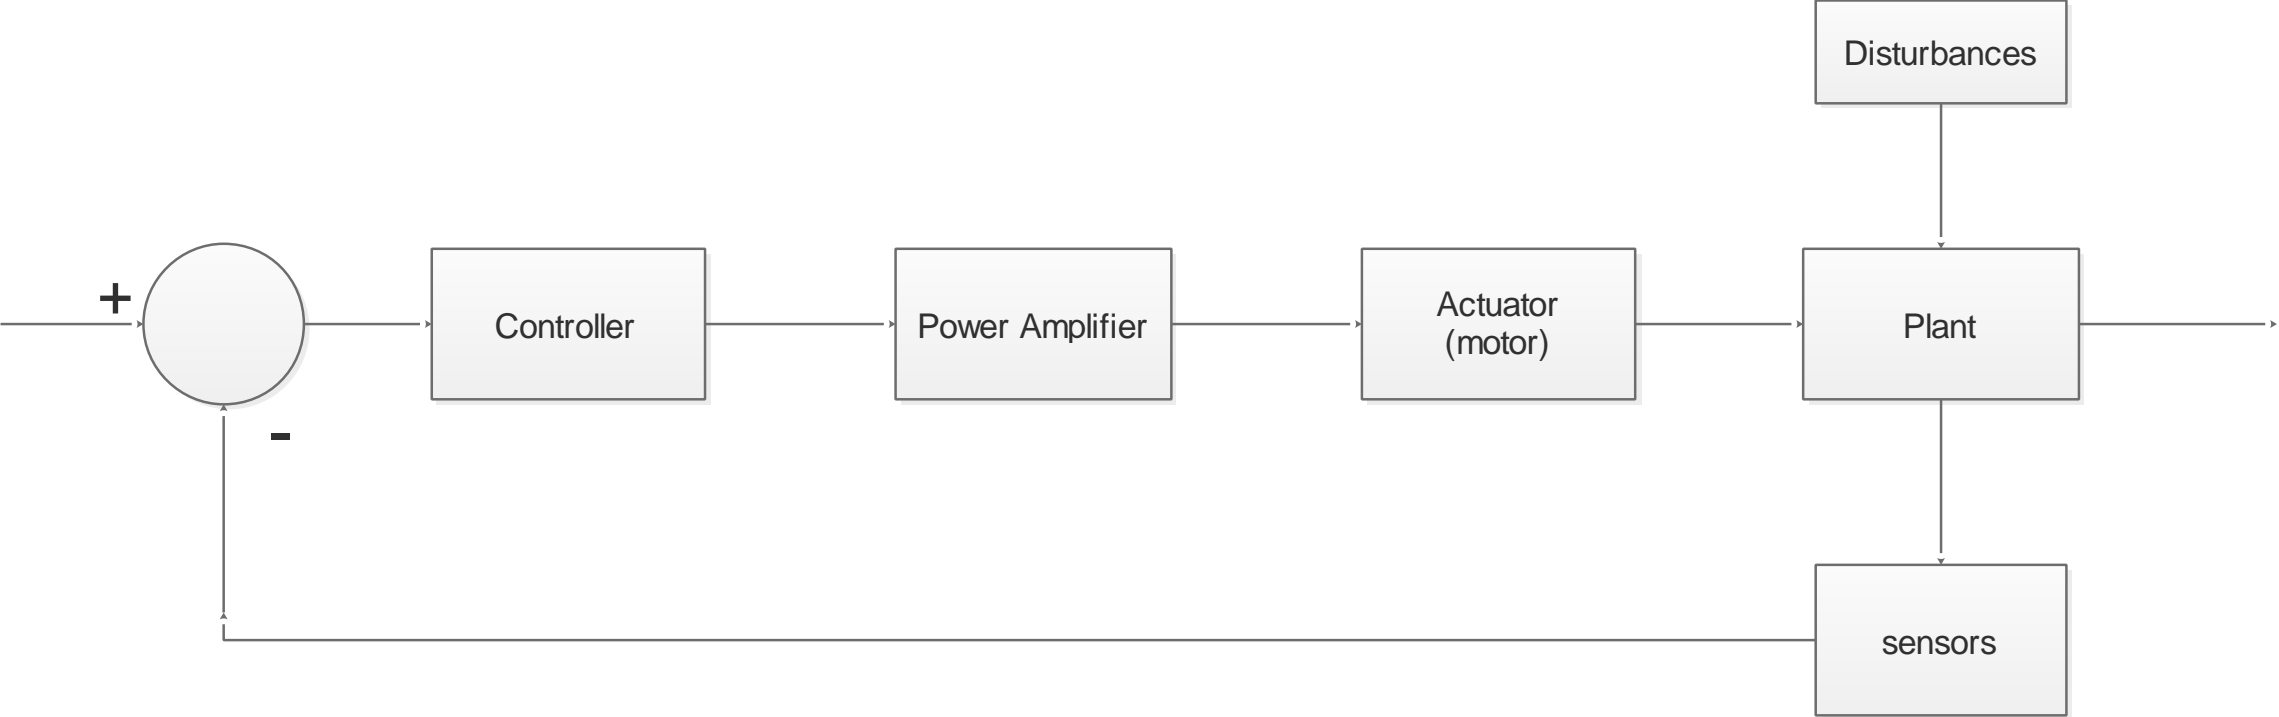 Disturbances
+
Controller
Power Amplifier
Actuator
(motor)
Plant
-
sensors